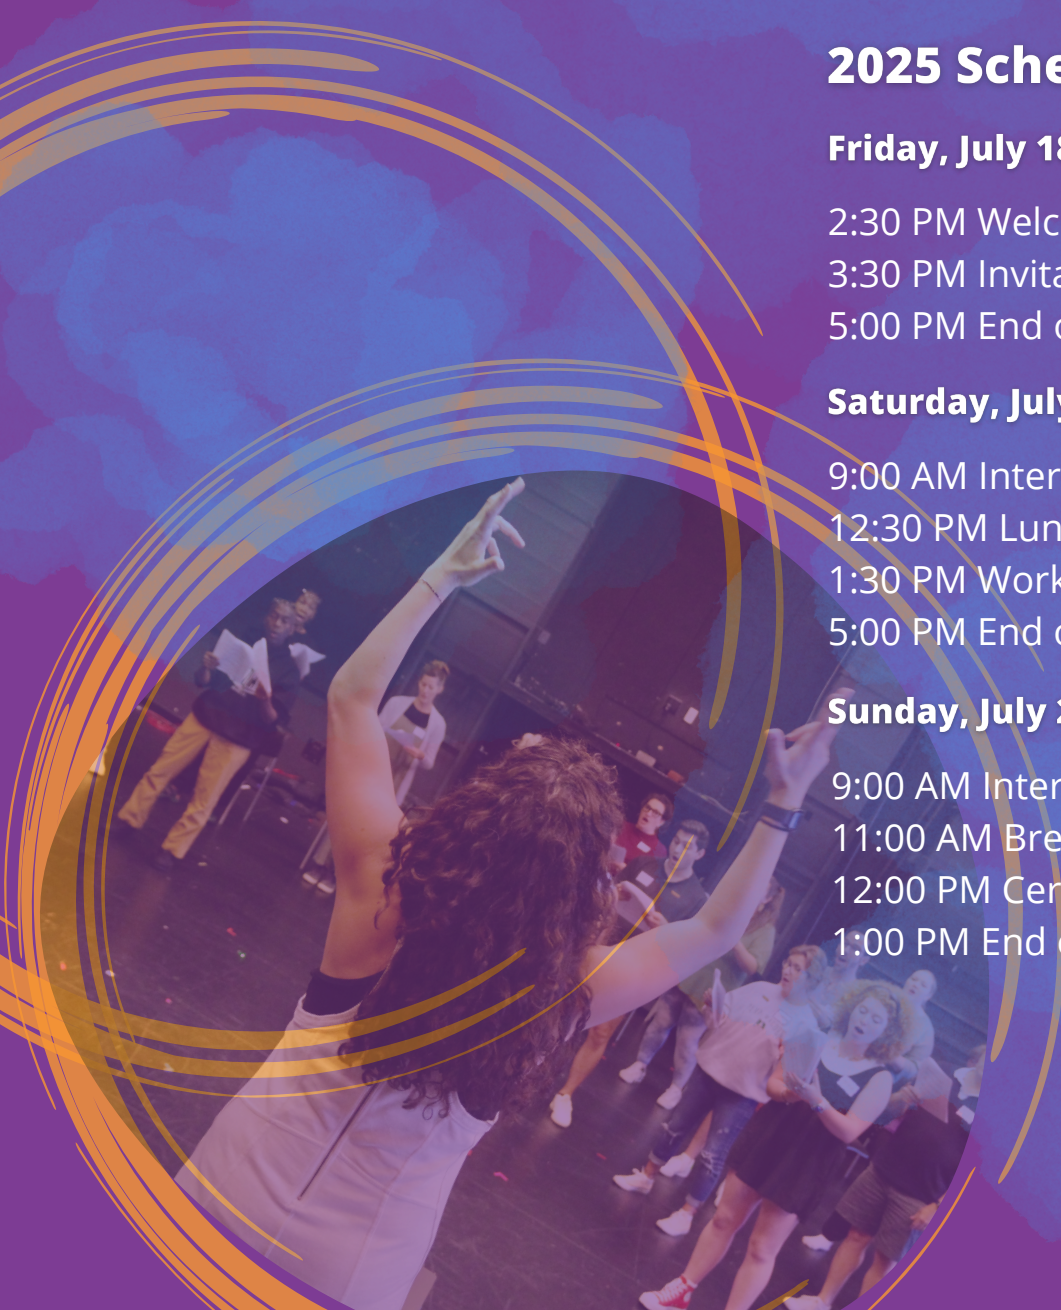 2025 Sche
Friday, July 18
2:30 PM Welc
3:30 PM Invita
5:00 PM End
Saturday, July
9:00 AM Inter
12:30 PM Lun
1:30 PM Work
5:00 PM End
Sunday, July
9:00 AM Inter
11:00 AM Bre
12:00 PM Cer
1:00 PM End